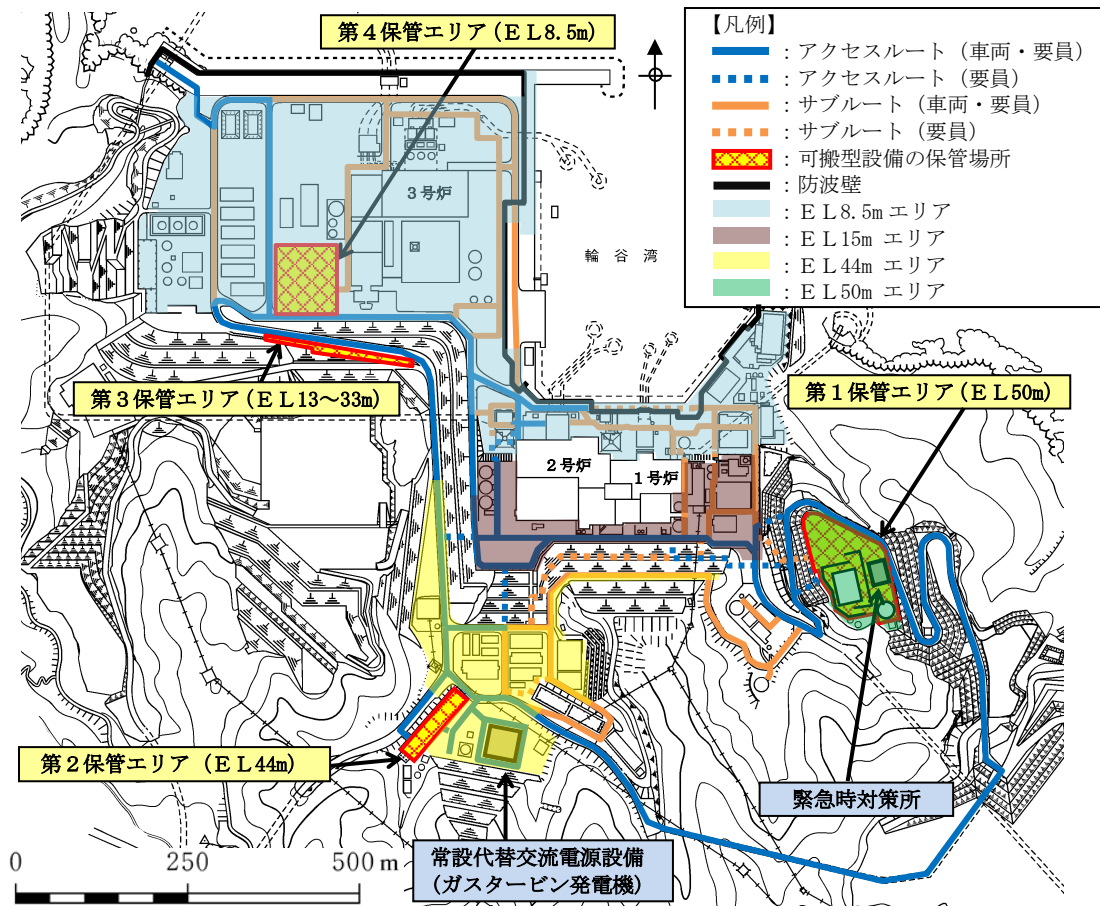 第４保管エリア（ＥＬ8.5m）
【凡例】
：アクセスルート（車両・要員）
：アクセスルート（要員）
：サブルート（車両・要員）
：サブルート（要員）
：可搬型設備の保管場所
：防波壁
：ＥＬ8.5m エリア
：ＥＬ15m エリア
：ＥＬ44m エリア
：ＥＬ50m エリア
３号炉
輪谷湾
第３保管エリア（ＥＬ13～33m）
第１保管エリア（ＥＬ50m）
２号炉
１号炉
第２保管エリア（ＥＬ44m）
緊急時対策所
常設代替交流電源設備
（ガスタービン発電機）
0 250 500 m